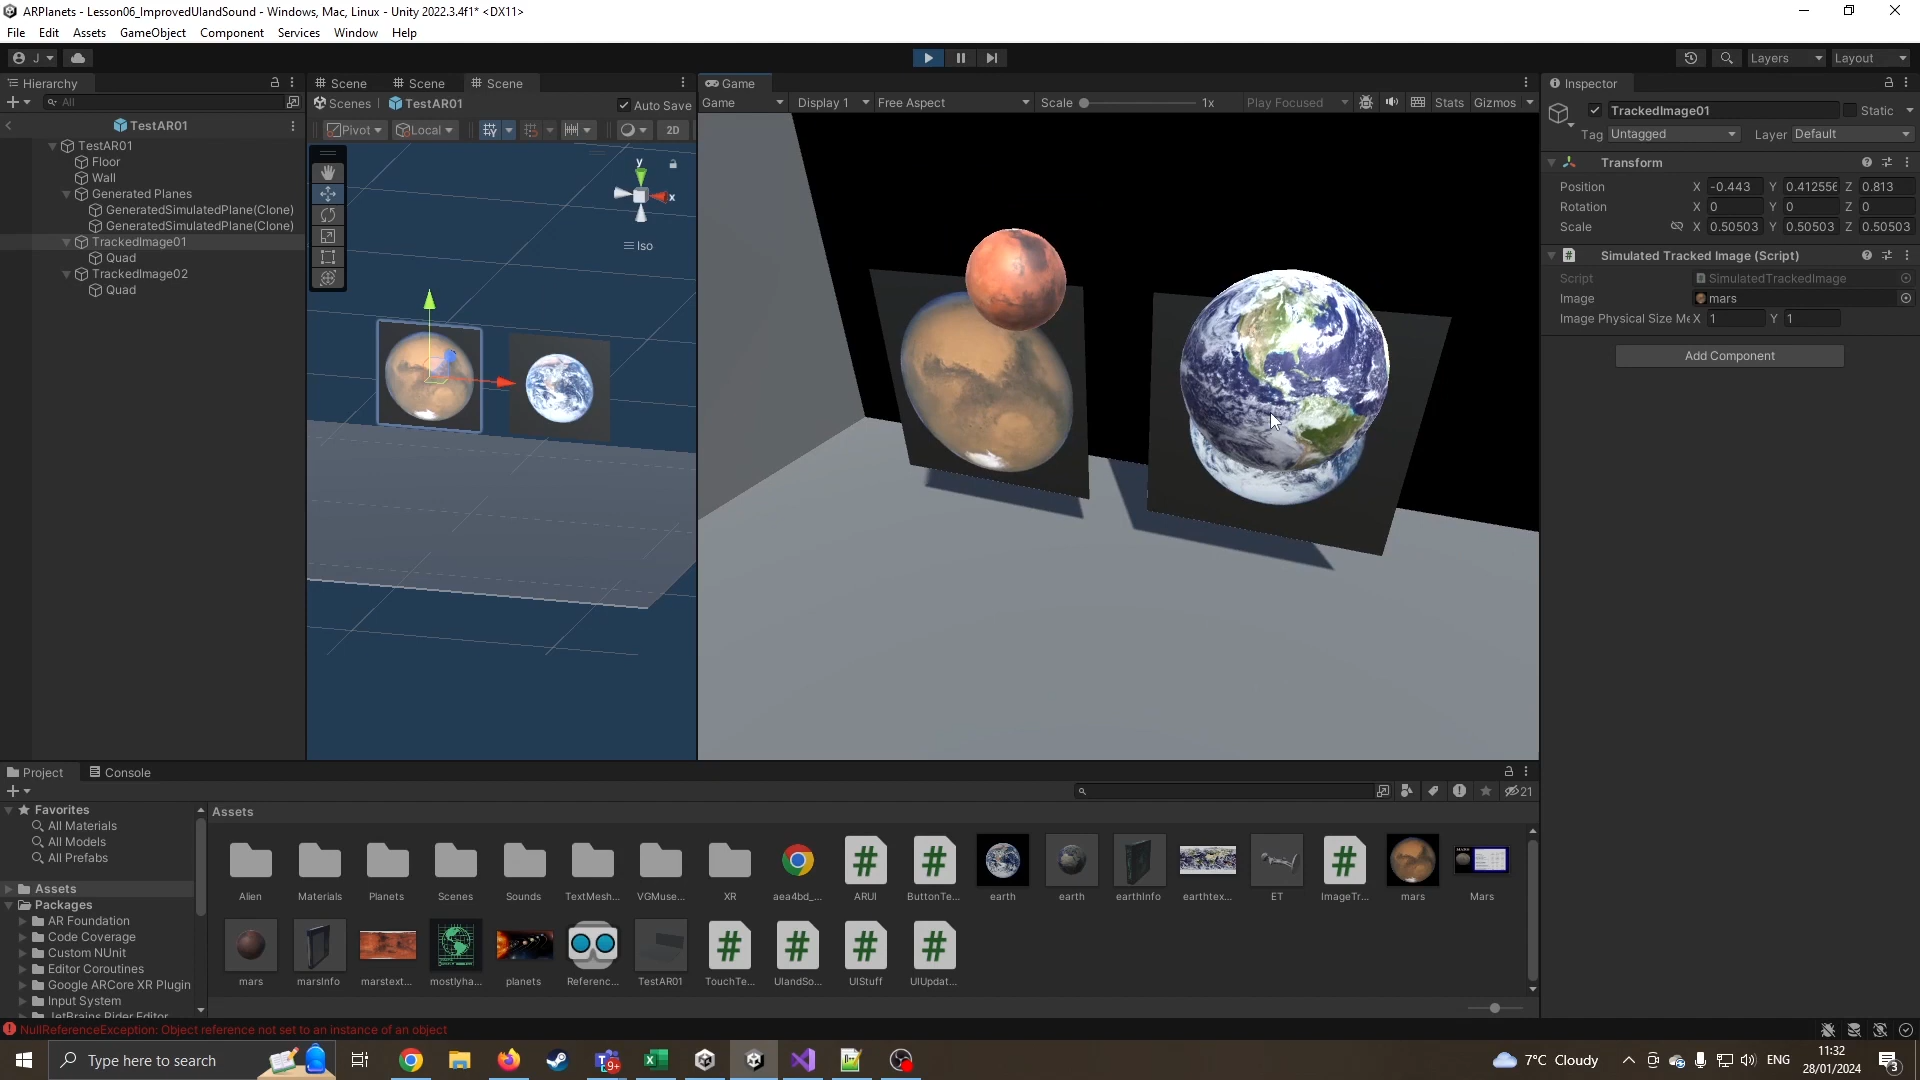 ARPlanets - Lesson06_ImprovedUIandSound - Windows, Mac, Linux - Unity 2022.3.4f1* <DX11>
File Edit Assets GameObject Component Services Window Help
J
Layers Layout
Hierarchy
All
TestAR01
TestAR01
Floor
Wall
Generated Planes
GeneratedSimulatedPlane(Clone)
GeneratedSimulatedPlane(Clone)
TrackedImage01
Quad
TrackedImage02
Quad
Scene Scene Scene
Scenes TestAR01 Auto Save
Pivot Local 2D
y
x
Iso
Game
Game Display 1 Free Aspect Scale 1x Play Focused Stats Gizmos
Inspector
TrackedImage01 Static
Tag Untagged Layer Default
Transform
Position X -0.443 Y 0.412556 Z 0.813
Rotation X 0 Y 0 Z 0
Scale X 0.50503 Y 0.50503 Z 0.50503
Simulated Tracked Image (Script)
Script SimulatedTrackedImage
Image mars
Image Physical Size Me X 1 Y 1
Add Component
Project Console
21
Favorites
All Materials
All Models
All Prefabs
Assets
Packages
AR Foundation
Code Coverage
Custom NUnit
Editor Coroutines
Google ARCore XR Plugin
Input System
JetBrains Rider Editor
Assets
Alien Materials Planets Scenes Sounds TextMesh... VGMuse... XR aea4bd_... ARUI ButtonTe... earth earth earthInfo earthtex... ET ImageTr... mars Mars
mars marsInfo marstext... mostlyha... planets Referenc... TestAR01 TouchTe... UIandSo... UIStuff UIUpdat...
NullReferenceException: Object reference not set to an instance of an object
Type here to search
9+
7°C Cloudy
ENG
11:32
28/01/2024
3